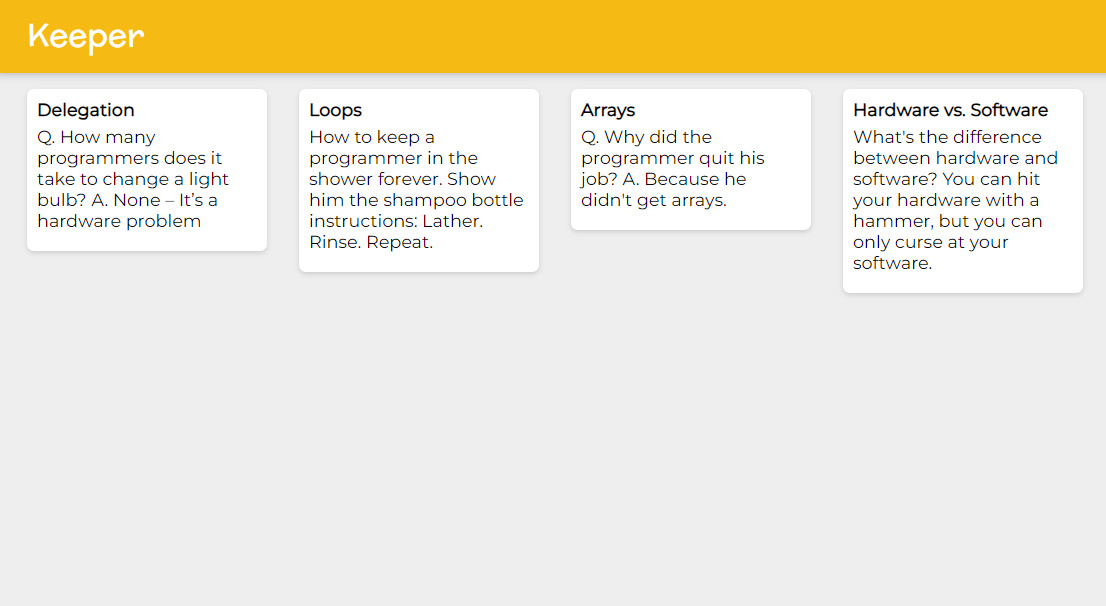 Keeper
Delegation
Q. How many
programmers does it
take to change a light
bulb? A. None – It’s a
hardware problem
Loops
How to keep a
programmer in the
shower forever. Show
him the shampoo bottle
instructions: Lather.
Rinse. Repeat.
Arrays
Q. Why did the
programmer quit his
job? A. Because he
didn't get arrays.
Hardware vs. Software
What's the difference
between hardware and
software? You can hit
your hardware with a
hammer, but you can
only curse at your
software.